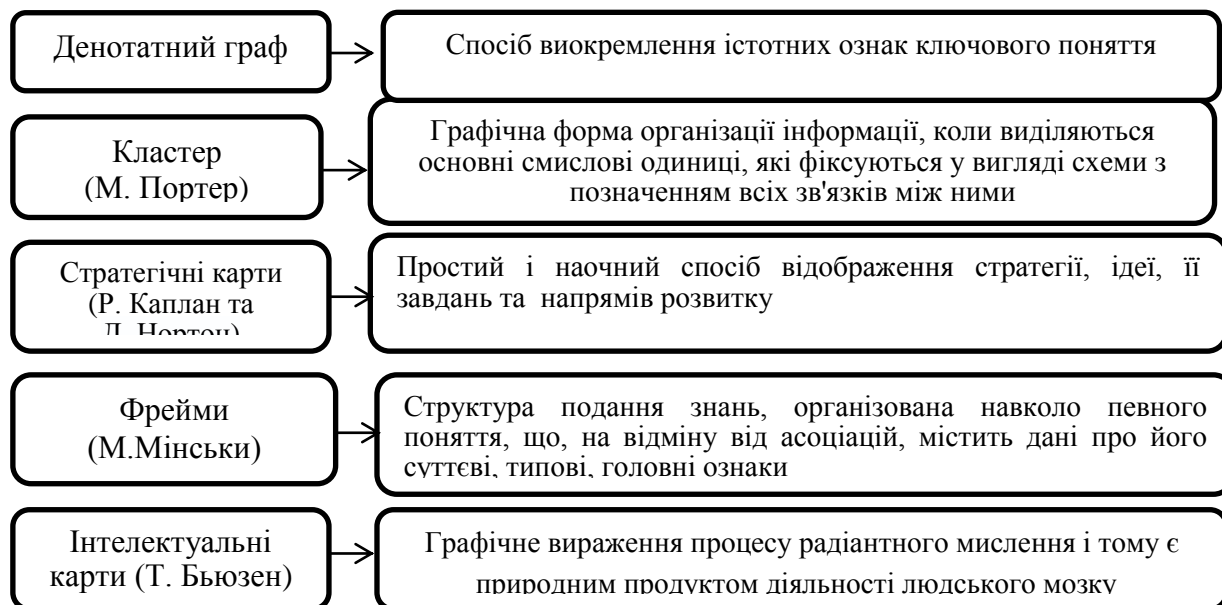 Денотатний граф
Спосіб виокремлення істотних ознак ключового поняття
Кластер
(М. Портер)
Графічна форма організації інформації, коли виділяються
основні смислові одиниці, які фіксуються у вигляді схеми з
позначенням всіх зв'язків між ними
Стратегічні карти
(Р. Каплан та
Д. Нортон)
Простий і наочний спосіб відображення стратегії, ідеї, її
завдань та напрямів розвитку
Фрейми
(М.Мінськи)
Структура подання знань, організована навколо певного
поняття, що, на відміну від асоціацій, містить дані про його
суттєві, типові, головні ознаки
Інтелектуальні
карти (Т. Бьюзен)
Графічне вираження процесу радіантного мислення і тому є
природним продуктом діяльності людського мозку